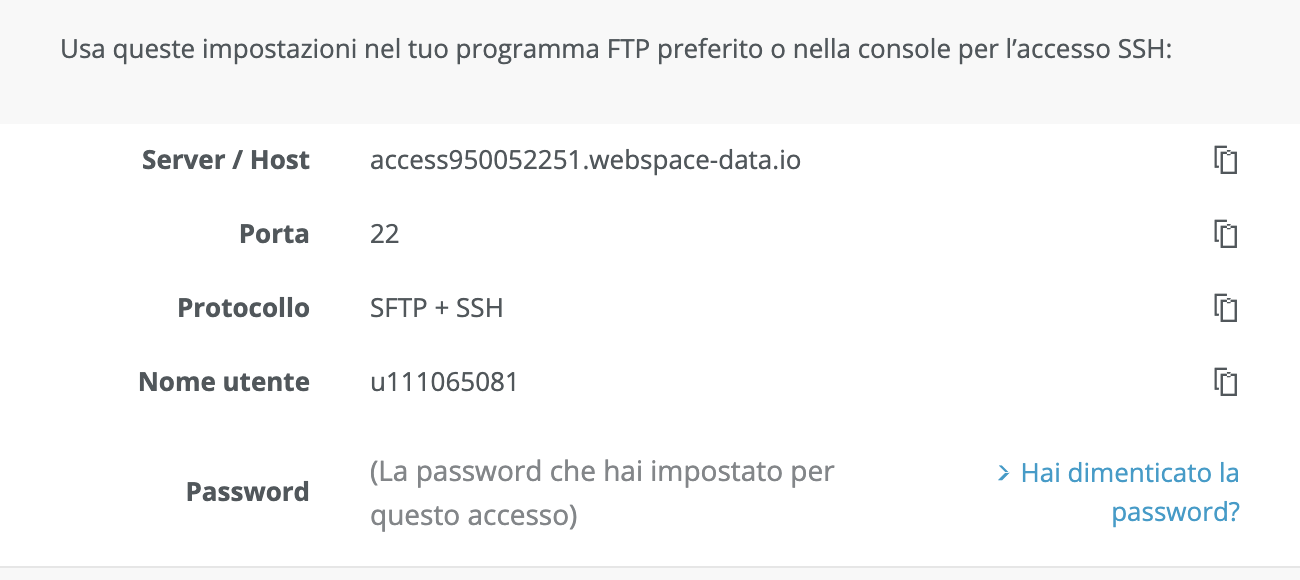 Usa queste impostazioni nel tuo programma FTP preferito o nella console per l’accesso SSH:
Server / Host access950052251.webspace-data.io
Porta 22
Protocollo SFTP + SSH
Nome utente u111065081
Password (La password che hai impostato per questo accesso)
> Hai dimenticato la
password?